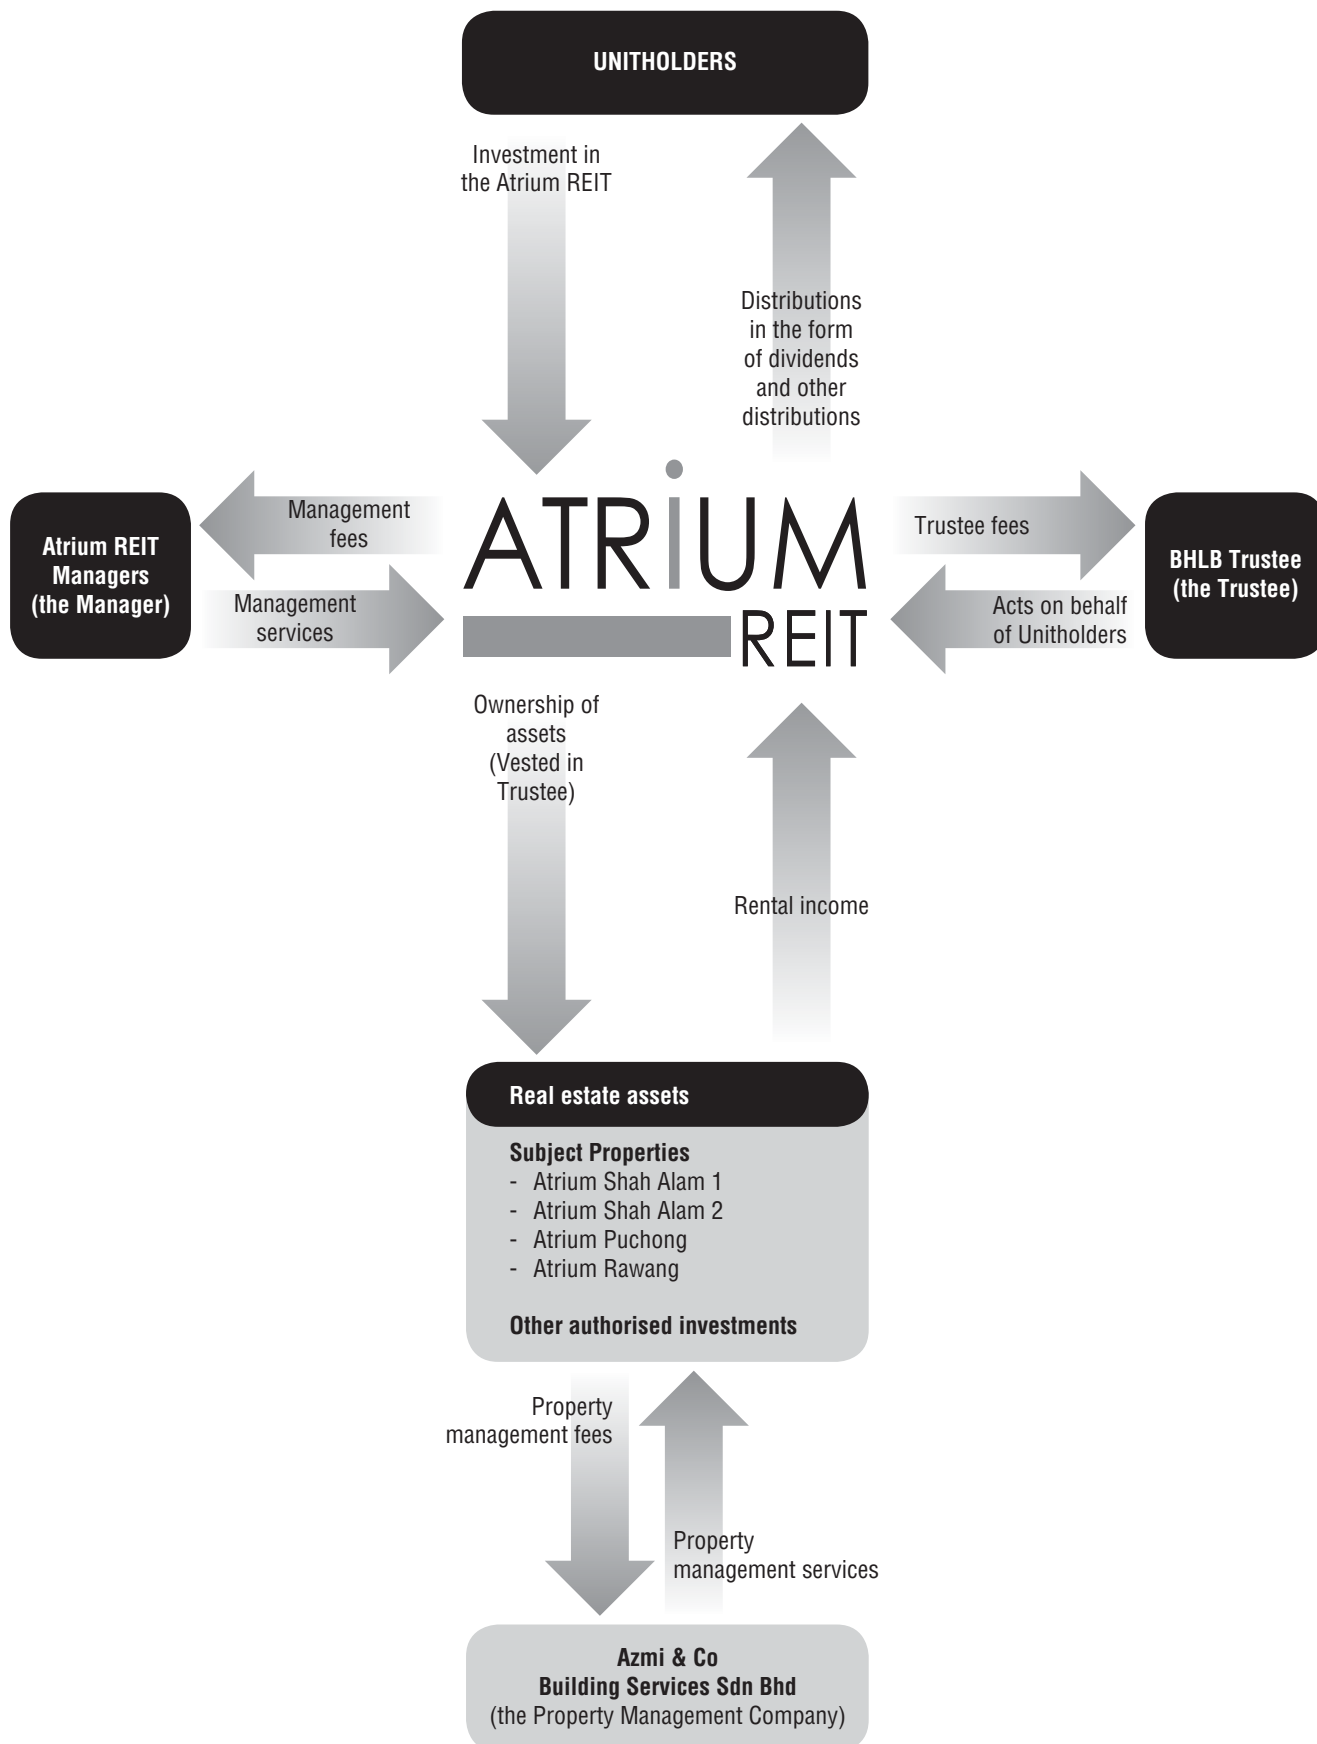 UNITHOLDERS
Investment in
the Atrium REIT
Distributions
in the form
of dividends
and other
distributions
Management
fees
Atrium REIT
Managers
(the Manager)
Management
services
ATRiUM
REIT
Trustee fees
BHLB Trustee
(the Trustee)
Acts on behalf
of Unitholders
Ownership of
assets
(Vested in
Trustee)
Rental income
Real estate assets
Subject Properties
- Atrium Shah Alam 1
- Atrium Shah Alam 2
- Atrium Puchong
- Atrium Rawang
Other authorised investments
Property
management fees
Property
management services
Azmi & Co
Building Services Sdn Bhd
(the Property Management Company)